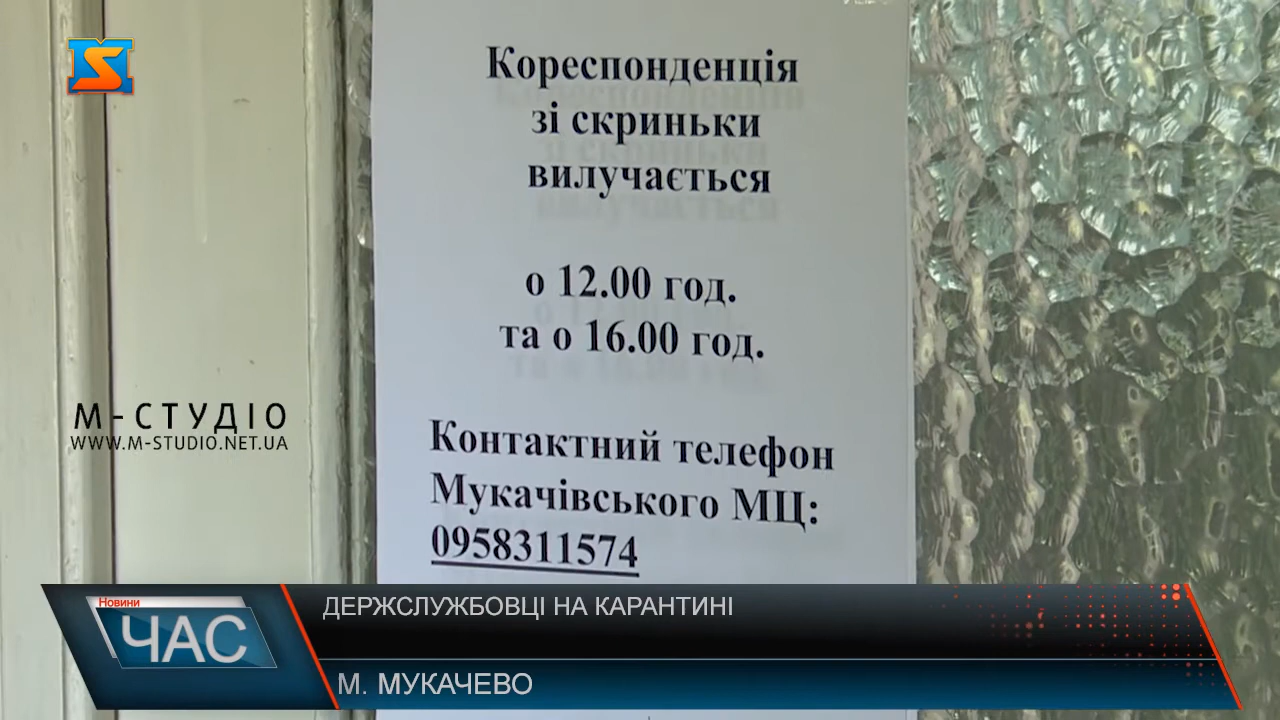 Кореспонденція
зі скриньки
вилучається
о 12.00 год.
та о 16.00 год.
Контактний телефон
Мукачівського МЦ:
0958311574
М-СТУДІО
WWW.M-STUDIO.NET.UA
Новини
ЧАС
ДЕРЖСЛУЖБОВЦІ НА КАРАНТИНІ
М. МУКАЧЕВО